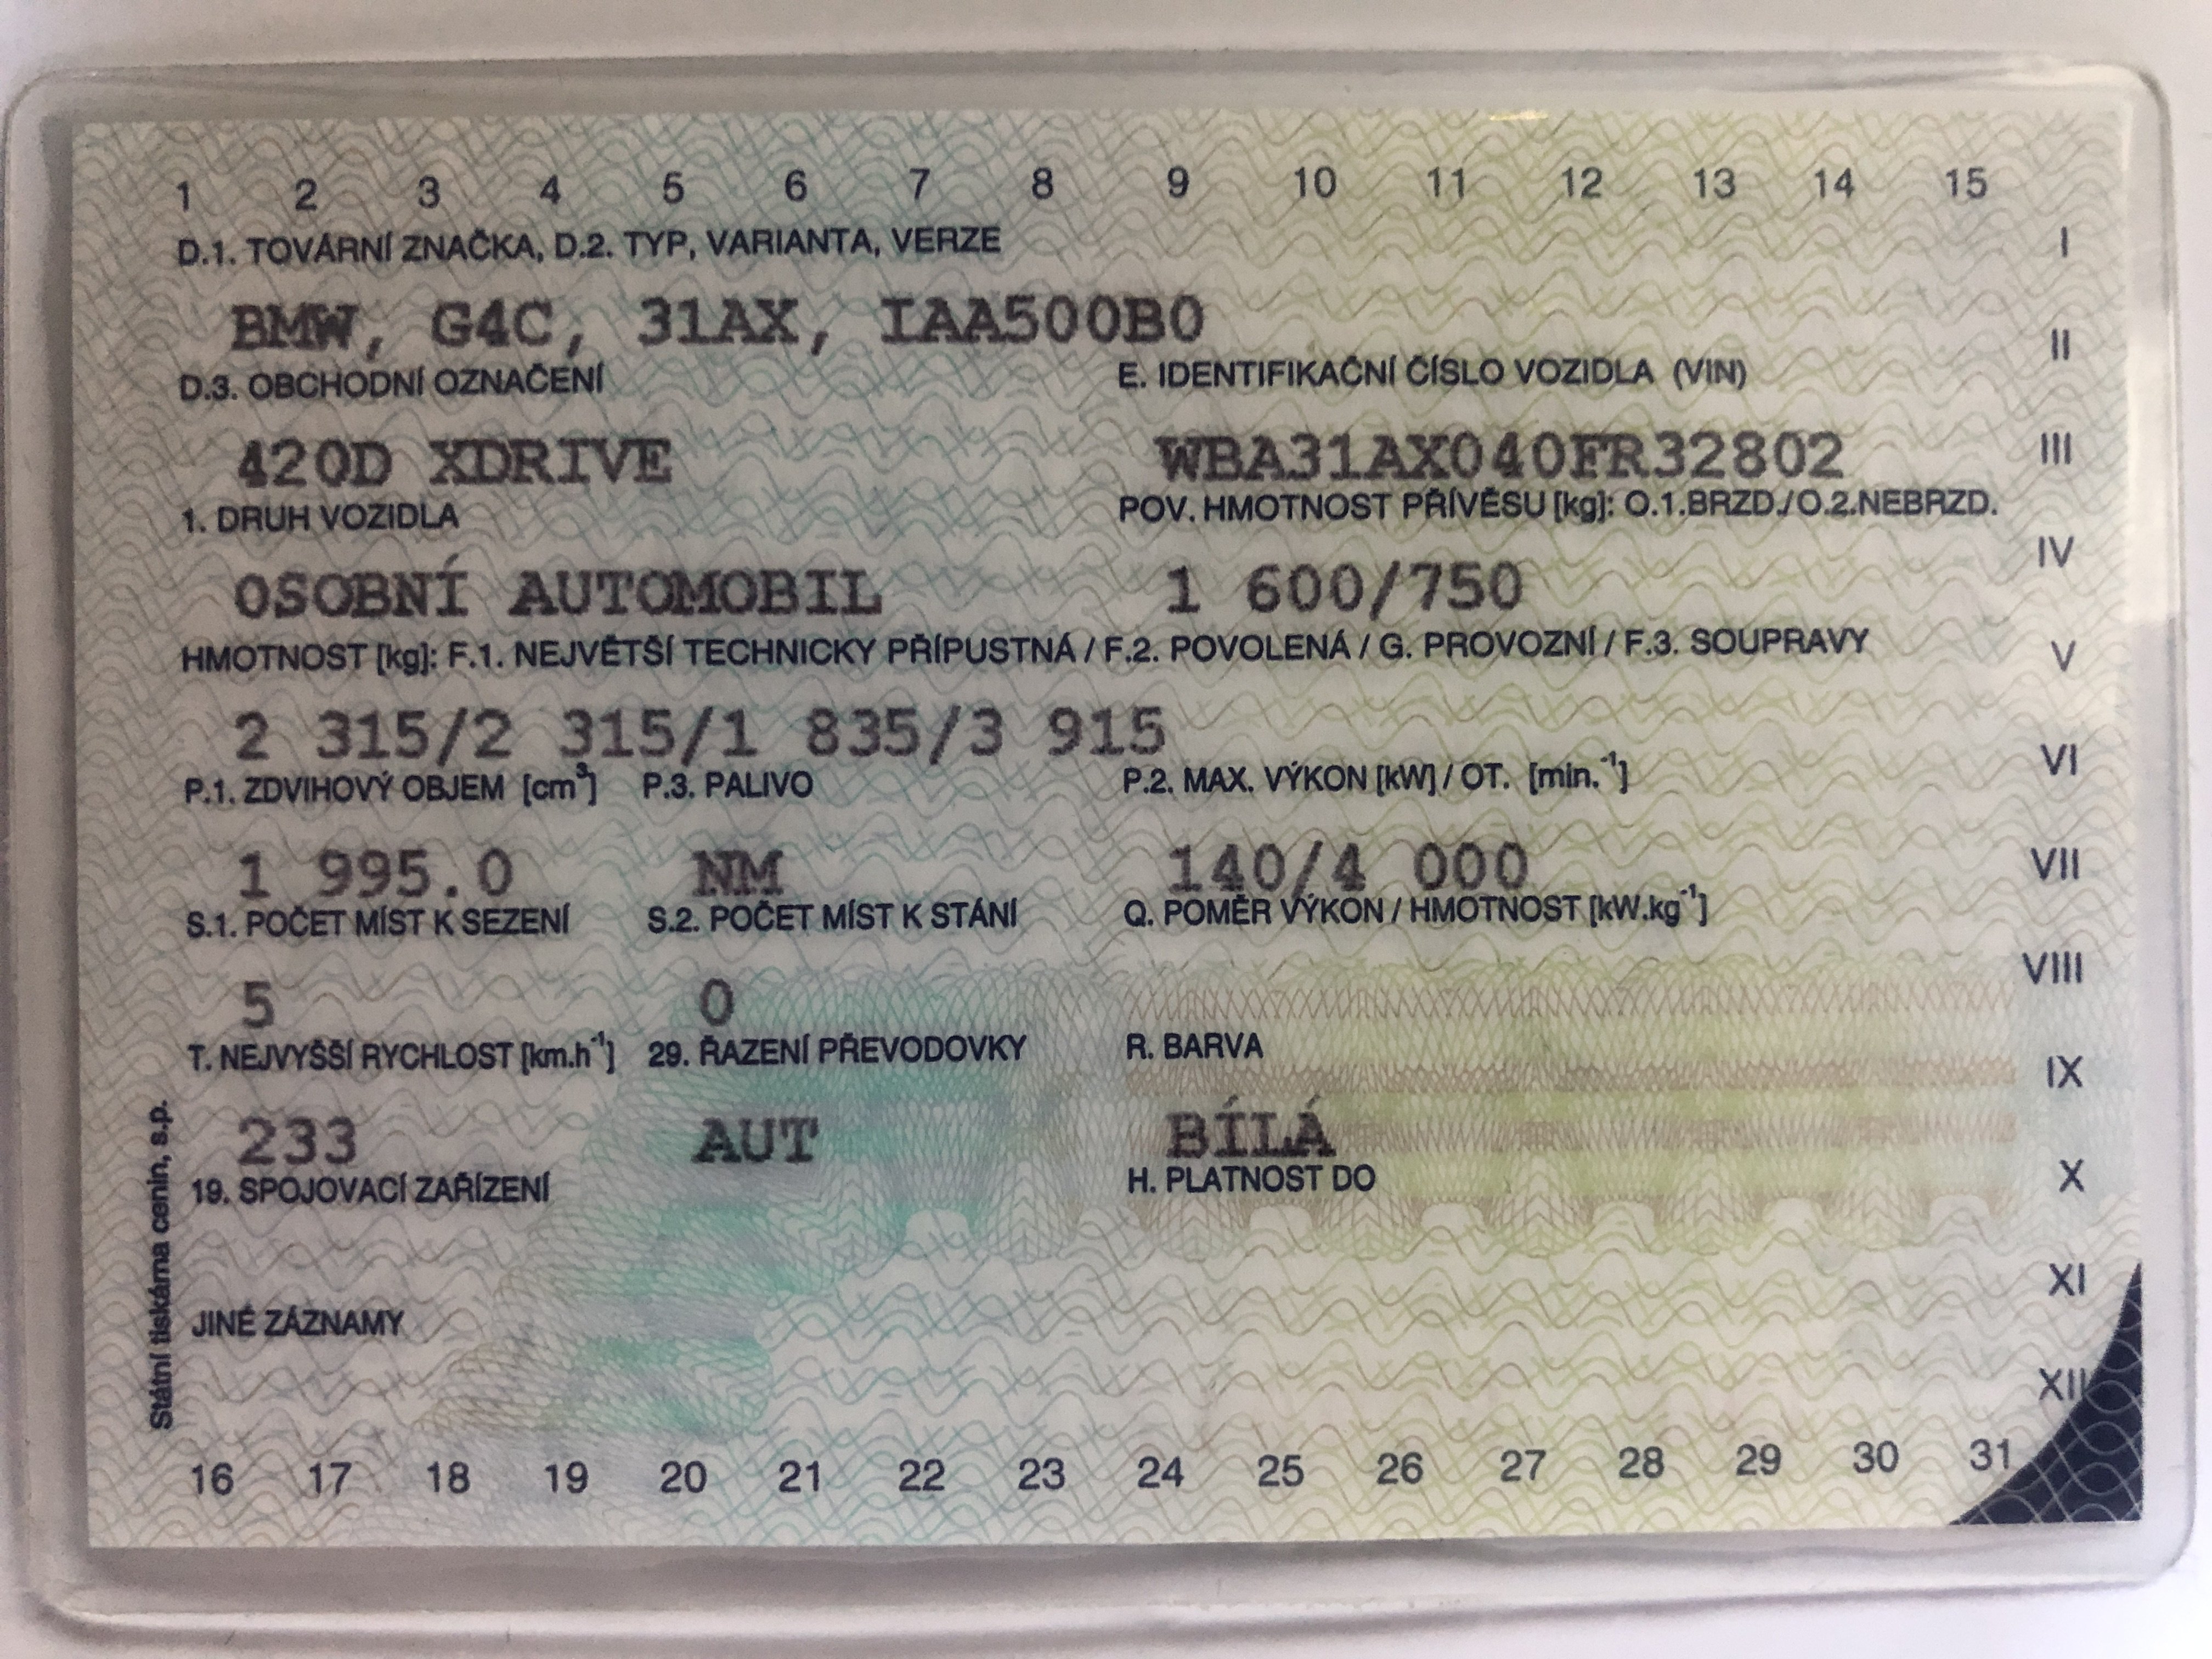 1 2 3 4 5 6 7 8 9 10 11 12 13 14 15
D.1. TOVÁRNÍ ZNAČKA, D.2. TYP, VARIANTA, VERZE
I
BMW, G4C, 31AX, IAA500B0
II
D.3. OBCHODNÍ OZNAČENÍ E. IDENTIFIKAČNÍ ČÍSLO VOZIDLA (VIN)
420D XDRIVE WBA31AX040FR32802
III
1. DRUH VOZIDLA POV. HMOTNOST PŘÍVĚSU [kg]: O.1.BRZD./O.2.NEBRZD.
IV
OSOBNÍ AUTOMOBIL 1 600/750
HMOTNOST [kg]: F.1. NEJVĚTŠÍ TECHNICKY PŘÍPUSTNÁ / F.2. POVOLENÁ / G. PROVOZNÍ / F.3. SOUPRAVY
V
2 315/2 315/1 835/3 915
VI
P.1. ZDVIHOVÝ OBJEM [cm³] P.3. PALIVO P.2. MAX. VÝKON [kW] / OT. [min.⁻¹]
1 995.0 NM 140/4 000
VII
S.1. POČET MÍST K SEZENÍ S.2. POČET MÍST K STÁNÍ Q. POMĚR VÝKON / HMOTNOST [kW.kg⁻¹]
VIII
5 0
T. NEJVYŠŠÍ RYCHLOST [km.h⁻¹] 29. ŘAZENÍ PŘEVODOVKY R. BARVA
IX
233 AUT BÍLÁ
19. SPOJOVACÍ ZAŘÍZENÍ H. PLATNOST DO
X
XI
JINÉ ZÁZNAMY
XII
Státní tiskárna cenin, s.p.
16 17 18 19 20 21 22 23 24 25 26 27 28 29 30 31